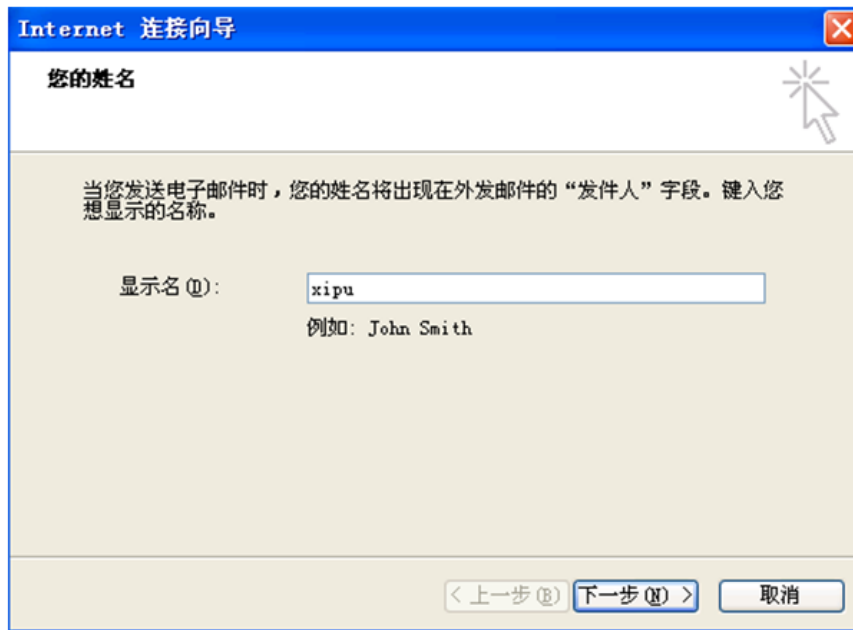 Internet 连接向导
您的姓名
当您发送电子邮件时，您的姓名将出现在外发邮件的“发件人”字段。键入您
想显示的名称。
显示名(D)： xipu
例如：John Smith
< 上一步(B) 下一步(N) > 取消